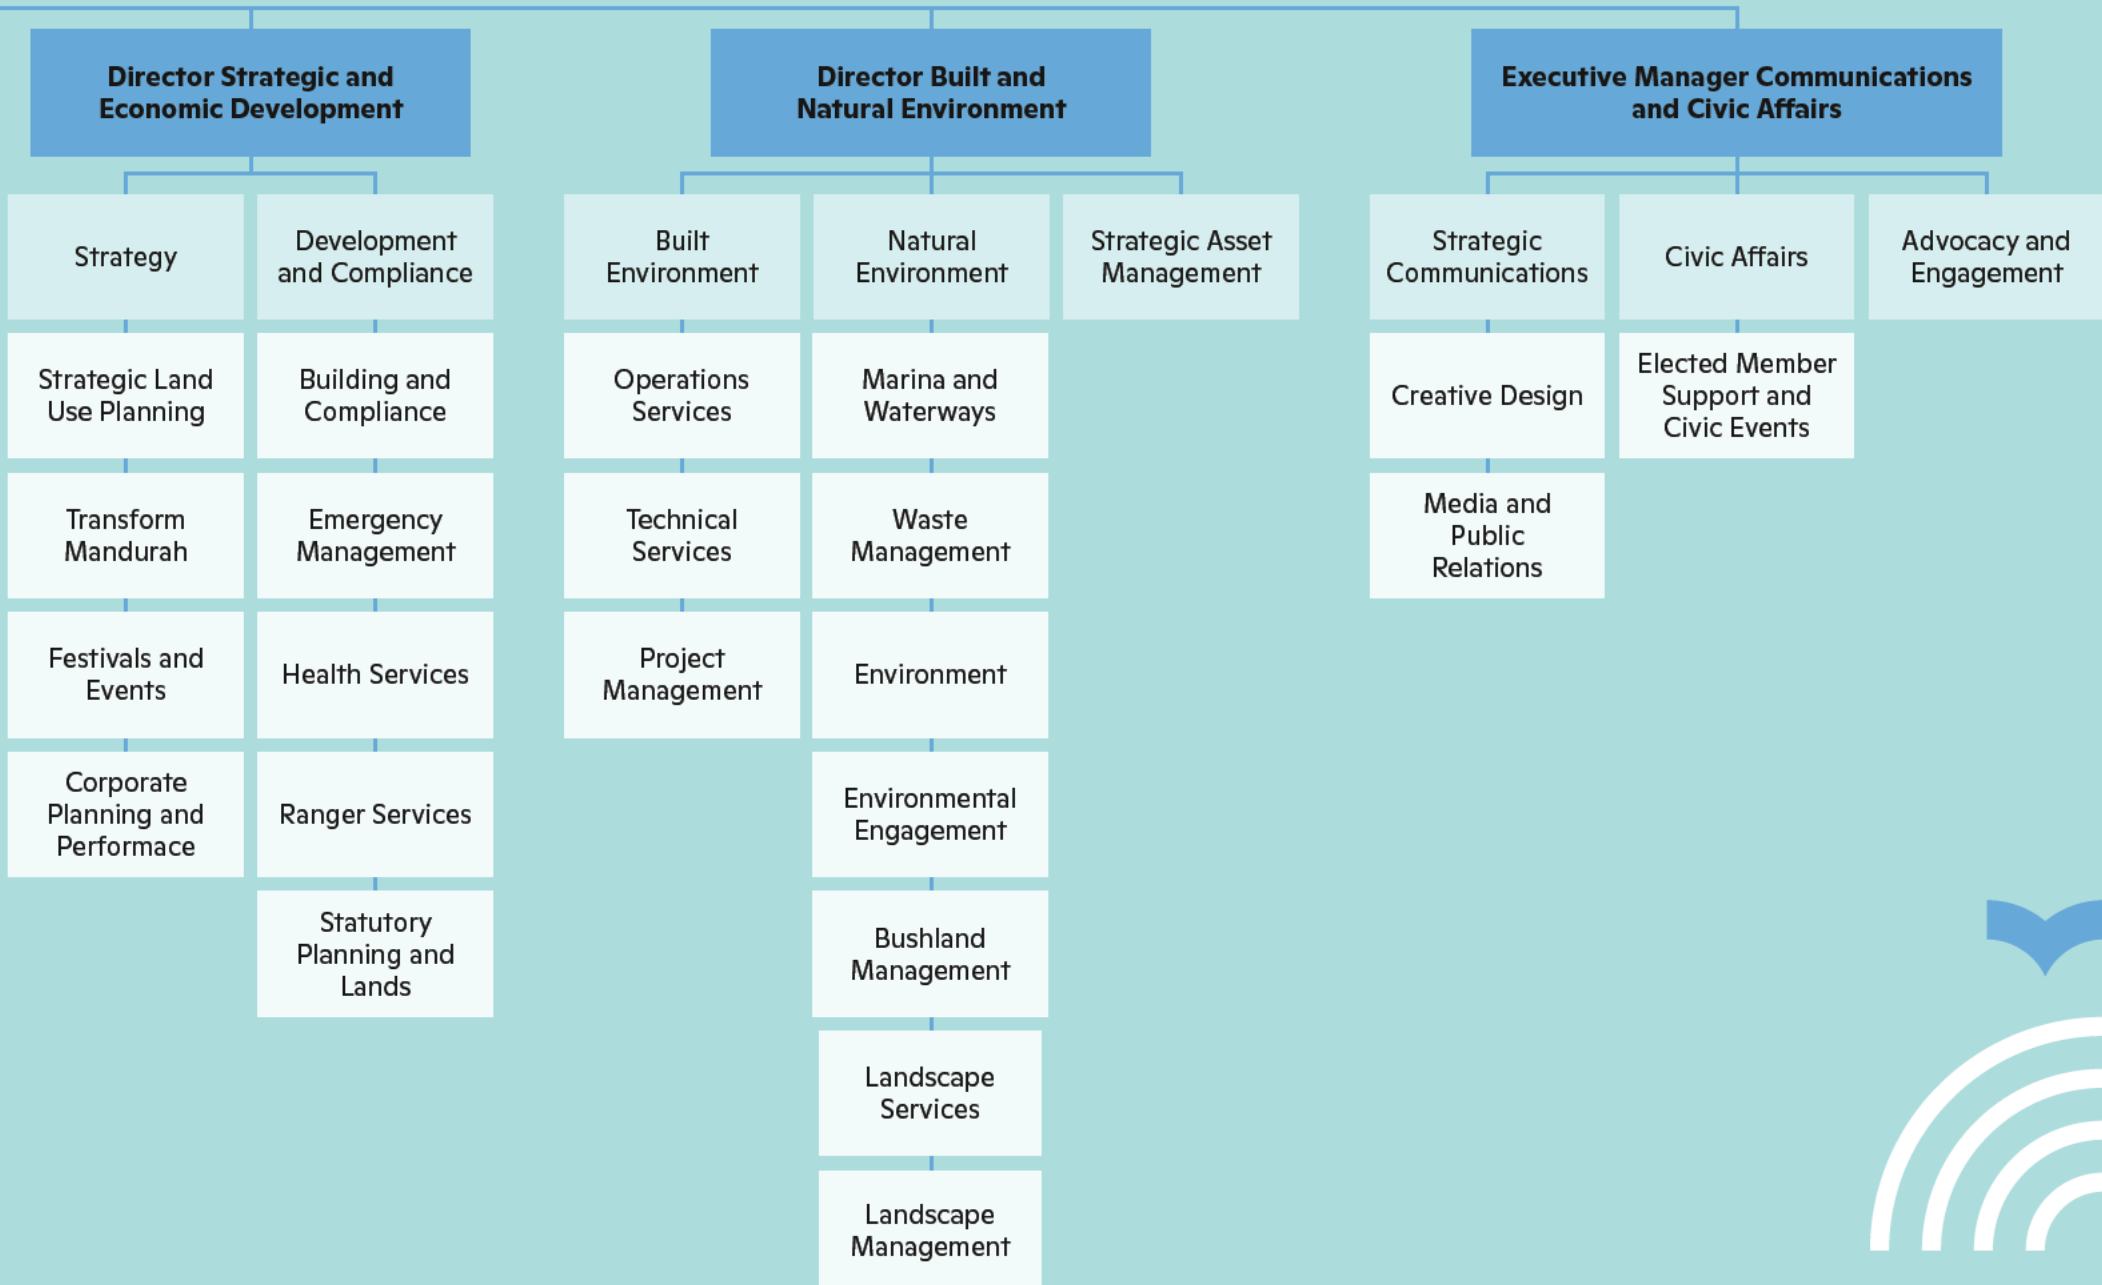 Director Strategic and
Economic Development
Strategy
Strategic Land
Use Planning
Transform
Mandurah
Festivals and
Events
Corporate
Planning and
Performace
Development
and Compliance
Building and
Compliance
Emergency
Management
Health Services
Ranger Services
Statutory
Planning and
Lands
Director Built and
Natural Environment
Built
Environment
Operations
Services
Technical
Services
Project
Management
Natural
Environment
Marina and
Waterways
Waste
Management
Environment
Environmental
Engagement
Bushland
Management
Landscape
Services
Landscape
Management
Strategic Asset
Management
Executive Manager Communications
and Civic Affairs
Strategic
Communications
Creative Design
Media and
Public
Relations
Civic Affairs
Elected Member
Support and
Civic Events
Advocacy and
Engagement